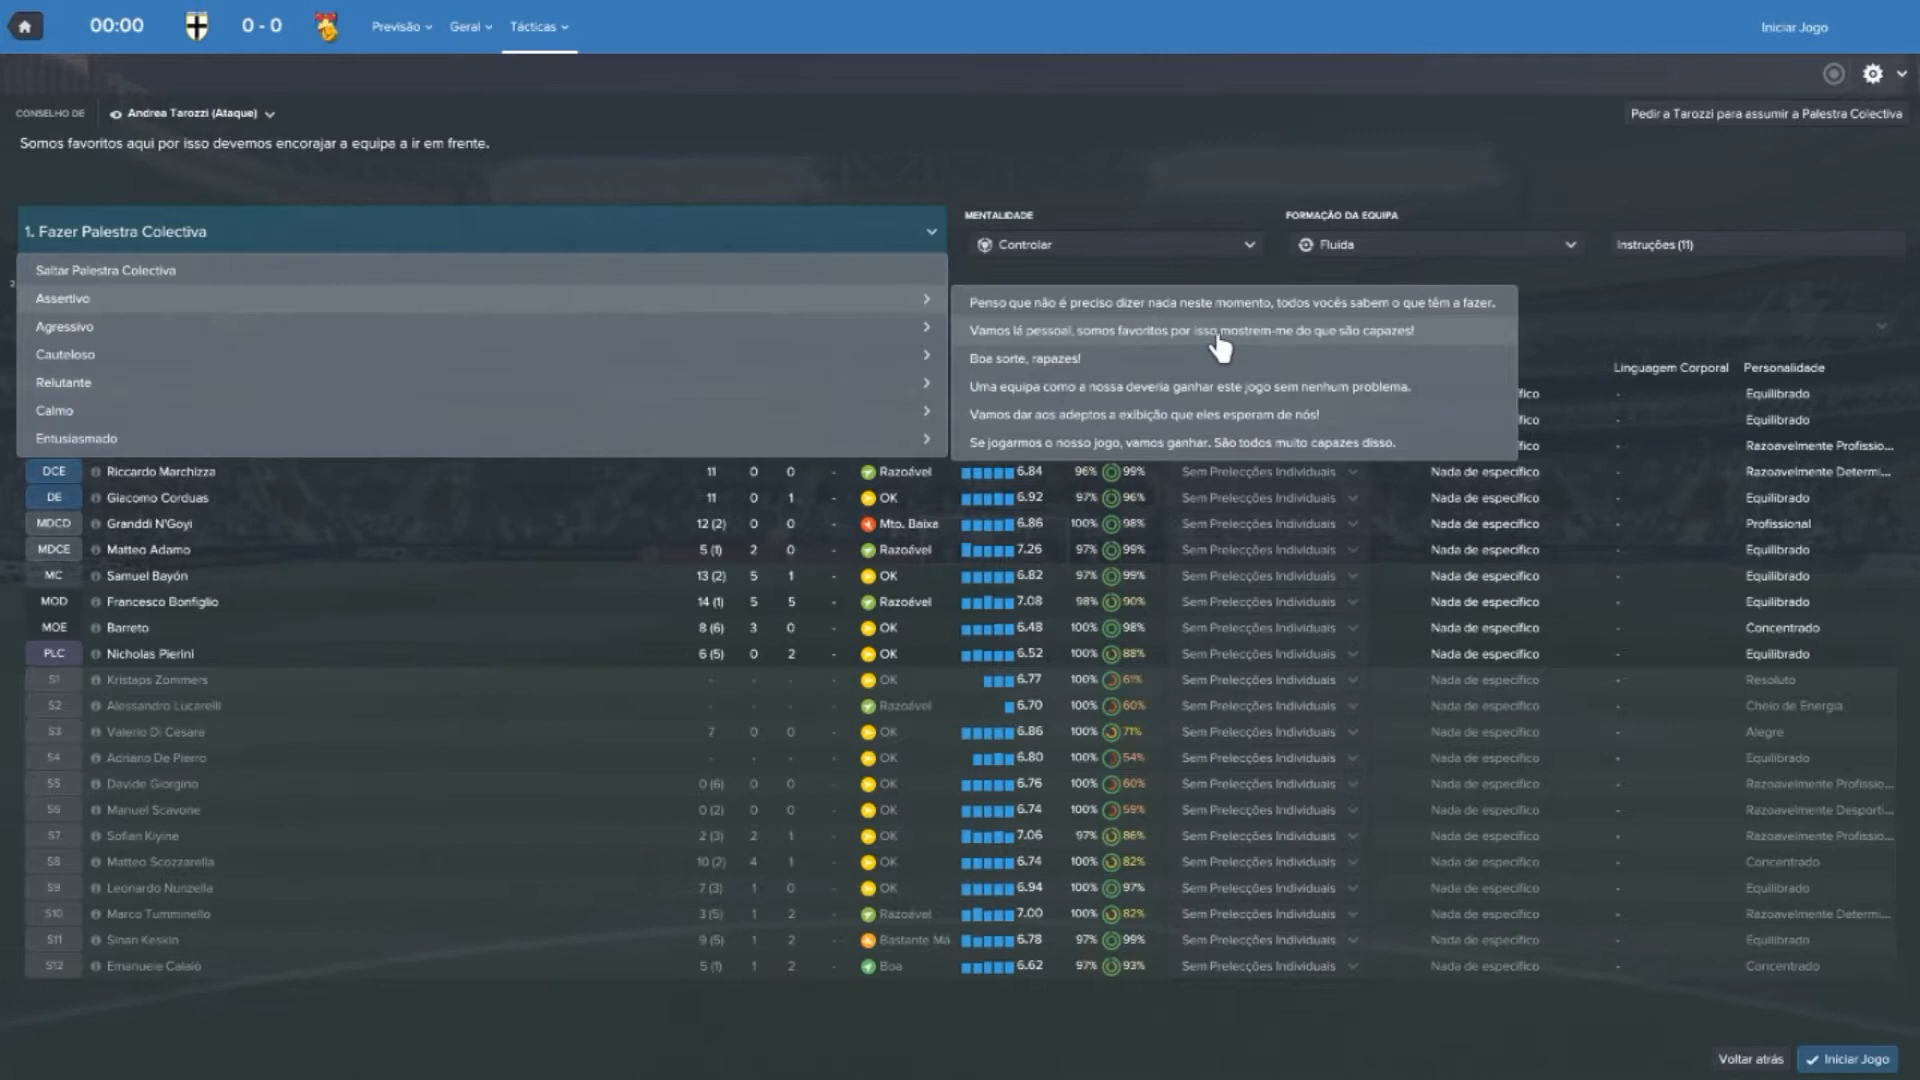 00:00 0 - 0 Previsão Geral Tácticas Iniciar Jogo
CONSELHO DE Andrea Tarozzi (Ataque) Pedir a Tarozzi para assumir a Palestra Colectiva
Somos favoritos aqui por isso devemos encorajar a equipa a ir em frente.
MENTALIDADE FORMAÇÃO DA EQUIPA
1. Fazer Palestra Colectiva Controlar Fluida Instruções (11)
Saltar Palestra Colectiva
Assertivo
Agressivo
Cauteloso
Relutante
Calmo
Entusiasmado
Penso que não é preciso dizer nada neste momento, todos vocês sabem o que têm a fazer.
Vamos lá pessoal, somos favoritos por isso mostrem-me do que são capazes!
Boa sorte, rapazes!
Uma equipa como a nossa deveria ganhar este jogo sem nenhum problema.
Vamos dar aos adeptos a exibição que eles esperam de nós!
Se jogarmos o nosso jogo, vamos ganhar. São todos muito capazes disso.
Linguagem Corporal Personalidade
fico - Equilibrado
fico - Equilibrado
fico - Razoavelmente Profissio...
DCE Riccardo Marchizza 11 0 0 - Razoável 6.84 96% 99% Sem Prelecções Individuais Nada de específico - Razoavelmente Determi...
DE Giacomo Corduas 11 0 1 - OK 6.92 97% 96% Sem Prelecções Individuais Nada de específico - Equilibrado
MDCD Granddi N'Goyi 12 (2) 0 0 - Mto. Baixa 6.86 100% 98% Sem Prelecções Individuais Nada de específico - Profissional
MDCE Matteo Adamo 5 (1) 2 0 - Razoável 7.26 97% 99% Sem Prelecções Individuais Nada de específico - Equilibrado
MC Samuel Bayón 13 (2) 5 1 - OK 6.82 97% 99% Sem Prelecções Individuais Nada de específico - Equilibrado
MOD Francesco Bonfiglio 14 (1) 5 5 - Razoável 7.08 98% 90% Sem Prelecções Individuais Nada de específico - Equilibrado
MOE Barreto 8 (6) 3 0 - OK 6.48 100% 98% Sem Prelecções Individuais Nada de específico - Concentrado
PLC Nicholas Pierini 6 (5) 0 2 - OK 6.52 100% 88% Sem Prelecções Individuais Nada de específico - Equilibrado
S1 Kristaps Zommers - - - - OK 6.77 100% 61% Sem Prelecções Individuais Nada de específico - Resoluto
S2 Alessandro Lucarelli - - - - Razoável 6.70 100% 60% Sem Prelecções Individuais Nada de específico - Cheio de Energia
S3 Valerio Di Cesare 7 0 0 - OK 6.86 100% 71% Sem Prelecções Individuais Nada de específico - Alegre
S4 Adriano De Pierro - - - - OK 6.80 100% 54% Sem Prelecções Individuais Nada de específico - Equilibrado
S5 Davide Giorgino 0 (6) 0 0 - OK 6.76 100% 60% Sem Prelecções Individuais Nada de específico - Razoavelmente Profissio...
S6 Manuel Scavone 0 (2) 0 0 - OK 6.74 100% 59% Sem Prelecções Individuais Nada de específico - Razoavelmente Desporti...
S7 Sofian Kiyine 2 (3) 2 1 - OK 7.06 97% 86% Sem Prelecções Individuais Nada de específico - Razoavelmente Profissio...
S8 Matteo Scozzarella 10 (2) 4 1 - OK 6.74 100% 82% Sem Prelecções Individuais Nada de específico - Concentrado
S9 Leonardo Nunzella 7 (3) 1 0 - OK 6.94 100% 97% Sem Prelecções Individuais Nada de específico - Equilibrado
S10 Marco Tumminello 3 (5) 1 2 - Razoável 7.00 100% 82% Sem Prelecções Individuais Nada de específico - Razoavelmente Determi...
S11 Sinan Keskin 9 (5) 1 2 - Bastante Má 6.78 97% 99% Sem Prelecções Individuais Nada de específico - Equilibrado
S12 Emanuele Calaiò 5 (1) 1 2 - Boa 6.62 97% 93% Sem Prelecções Individuais Nada de específico - Concentrado
Voltar atrás Iniciar Jogo